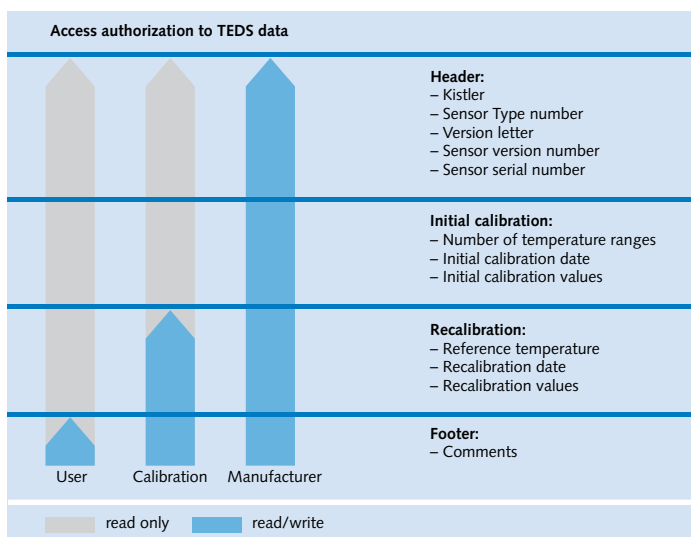 Access authorization to TEDS data
Header:
– Kistler
– Sensor Type number
– Version letter
– Sensor version number
– Sensor serial number
Initial calibration:
– Number of temperature ranges
– Initial calibration date
– Initial calibration values
Recalibration:
– Reference temperature
– Recalibration date
– Recalibration values
Footer:
– Comments
User Calibration Manufacturer
read only read/write